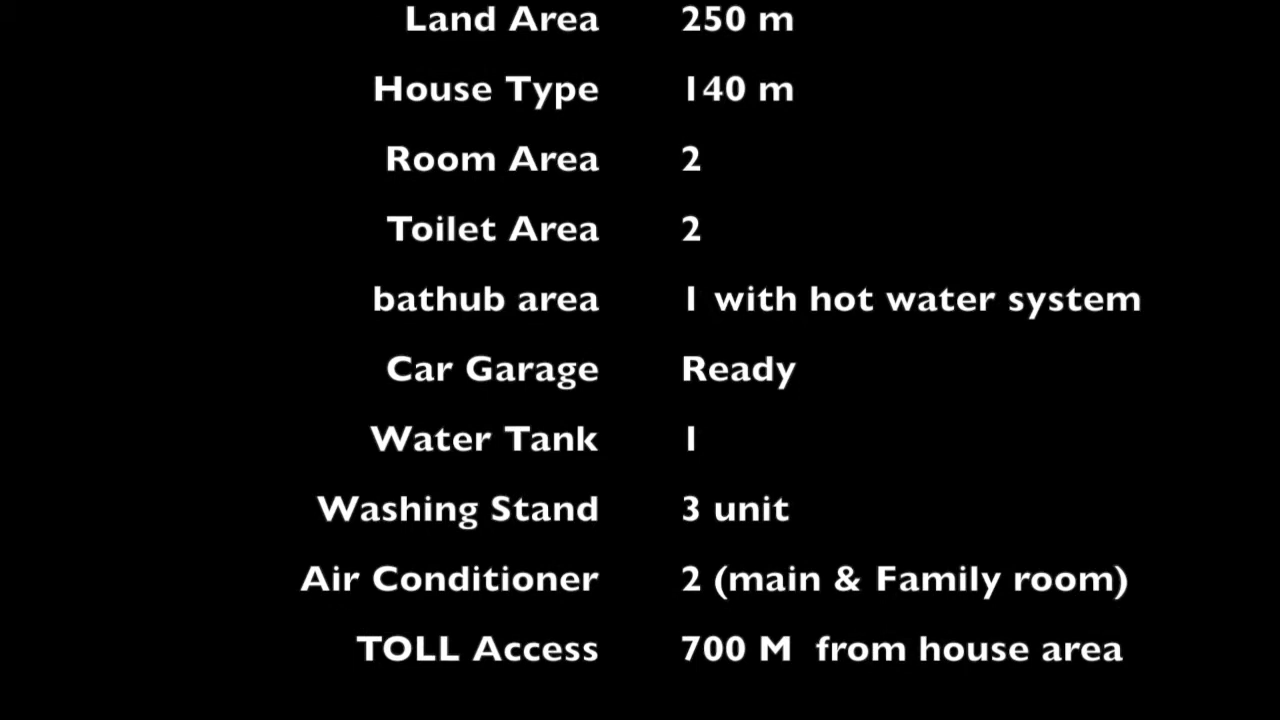 Land Area 250 m
House Type 140 m
Room Area 2
Toilet Area 2
bathub area 1 with hot water system
Car Garage Ready
Water Tank 1
Washing Stand 3 unit
Air Conditioner 2 (main & Family room)
TOLL Access 700 M from house area